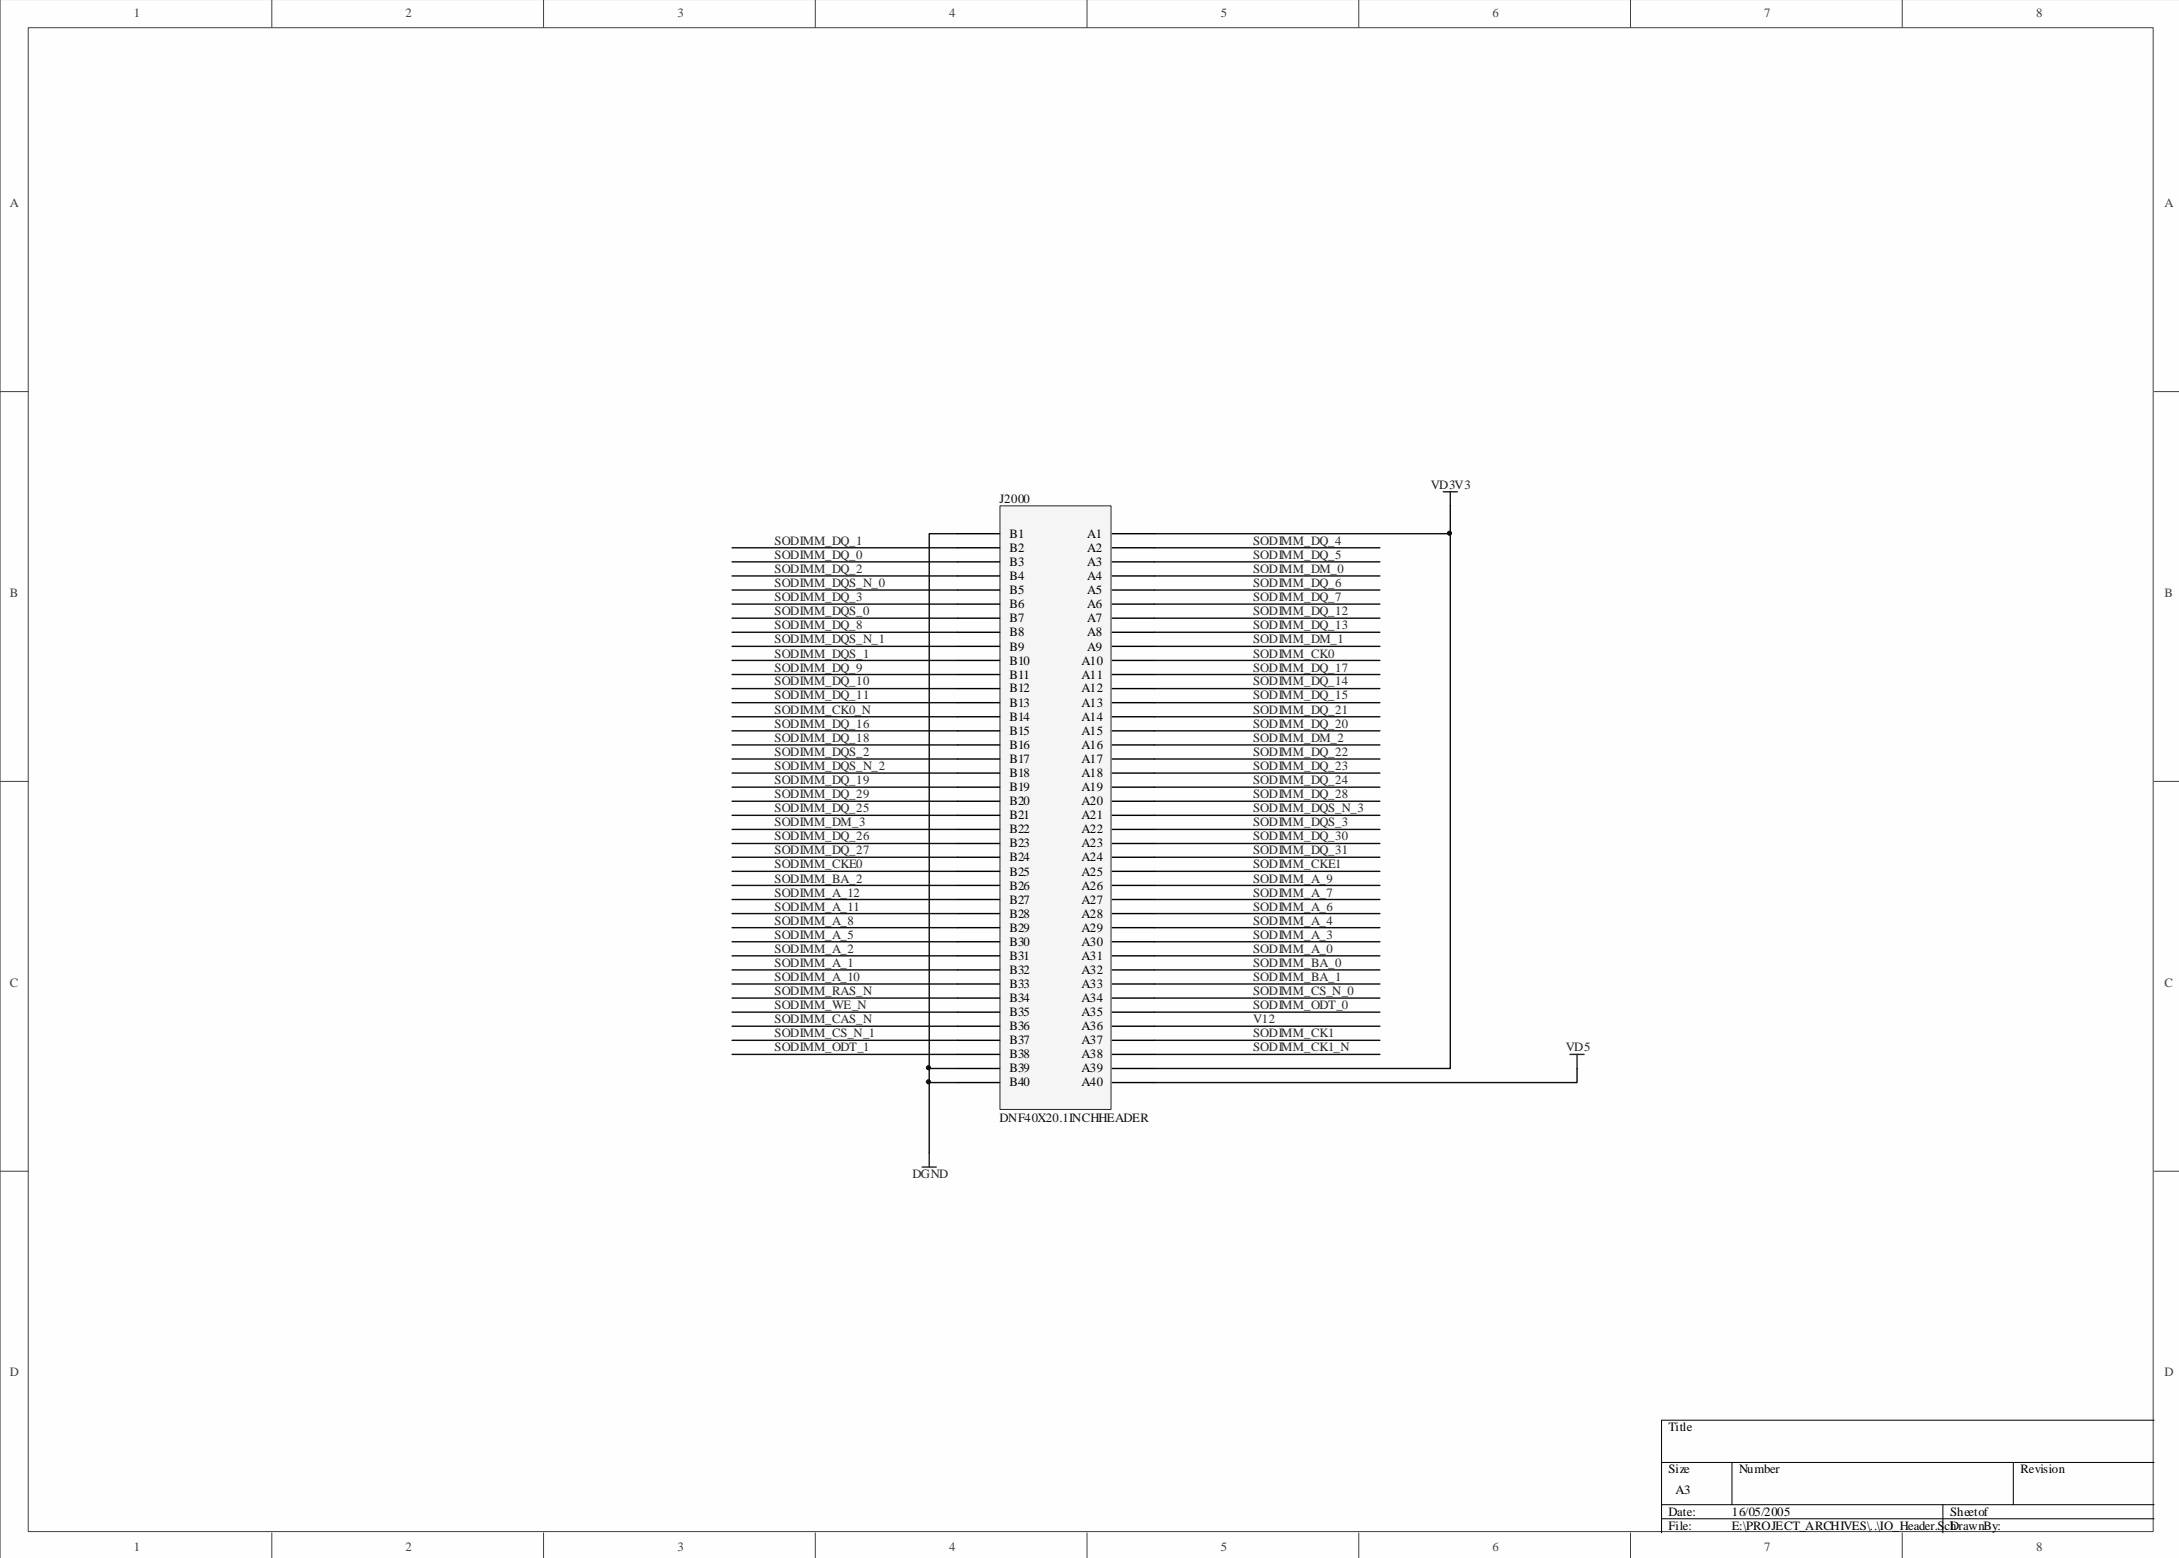 1 2 3 4 5 6 7 8
A A
VD3V3
J2000
B1 A1
SODIMM_DQ_1 B2 A2 SODIMM_DQ_4
SODIMM_DQ_0 B3 A3 SODIMM_DQ_5
SODIMM_DQ_2 B4 A4 SODIMM_DM_0
SODIMM_DQS_N_0 B5 A5 SODIMM_DQ_6
B B
SODIMM_DQ_3 B6 A6 SODIMM_DQ_7
SODIMM_DQS_0 B7 A7 SODIMM_DQ_12
SODIMM_DQ_8 B8 A8 SODIMM_DQ_13
SODIMM_DQS_N_1 B9 A9 SODIMM_DM_1
SODIMM_DQS_1 B10 A10 SODIMM_CK0
SODIMM_DQ_9 B11 A11 SODIMM_DQ_17
SODIMM_DQ_10 B12 A12 SODIMM_DQ_14
SODIMM_DQ_11 B13 A13 SODIMM_DQ_15
SODIMM_CK0_N B14 A14 SODIMM_DQ_21
SODIMM_DQ_16 B15 A15 SODIMM_DQ_20
SODIMM_DQ_18 B16 A16 SODIMM_DM_2
SODIMM_DQS_2 B17 A17 SODIMM_DQ_22
SODIMM_DQS_N_2 B18 A18 SODIMM_DQ_23
SODIMM_DQ_19 B19 A19 SODIMM_DQ_24
SODIMM_DQ_29 B20 A20 SODIMM_DQ_28
SODIMM_DQ_25 B21 A21 SODIMM_DQS_N_3
SODIMM_DM_3 B22 A22 SODIMM_DQS_3
SODIMM_DQ_26 B23 A23 SODIMM_DQ_30
SODIMM_DQ_27 B24 A24 SODIMM_DQ_31
SODIMM_CKE0 B25 A25 SODIMM_CKE1
SODIMM_BA_2 B26 A26 SODIMM_A_9
SODIMM_A_12 B27 A27 SODIMM_A_7
SODIMM_A_11 B28 A28 SODIMM_A_6
SODIMM_A_8 B29 A29 SODIMM_A_4
SODIMM_A_5 B30 A30 SODIMM_A_3
SODIMM_A_2 B31 A31 SODIMM_A_0
SODIMM_A_1 B32 A32 SODIMM_BA_0
SODIMM_A_10 B33 A33 SODIMM_BA_1
C C
SODIMM_RAS_N B34 A34 SODIMM_CS_N_0
SODIMM_WE_N B35 A35 SODIMM_ODT_0
SODIMM_CAS_N B36 A36 V12
SODIMM_CS_N_1 B37 A37 SODIMM_CK1
SODIMM_ODT_1 B38 A38 SODIMM_CK1_N
VD5
B39 A39
B40 A40
DNF40X20.1INCHHEADER
DGND
D D
Title
Size Number Revision
A3
Date: 16/05/2005 Sheetof
File: E:\PROJECT_ARCHIVES\..\IO_Header.SchDrawnBy:
1 2 3 4 5 6 7 8